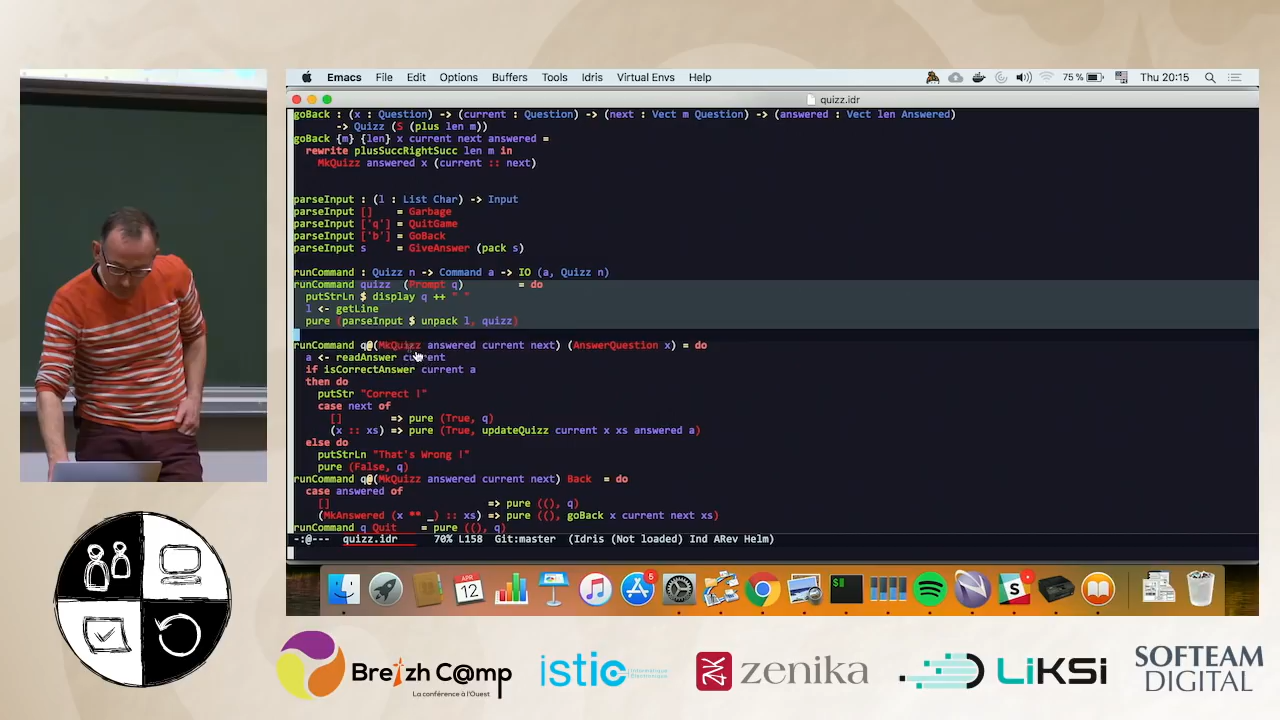 Emacs File Edit Options Buffers Tools Idris Virtual Envs Help 75% Thu 20:15
quizz.idr
goBack : (x : Question) -> (current : Question) -> (next : Vect m Question) -> (answered : Vect len Answered)
-> Quizz (S (plus len m))
goBack {m} {len} x current next answered =
rewrite plusSuccRightSucc len m in
MkQuizz answered x (current :: next)
parseInput : (l : List Char) -> Input
parseInput [] = Garbage
parseInput ['q'] = QuitGame
parseInput ['b'] = GoBack
parseInput s = GiveAnswer (pack s)
runCommand : Quizz n -> Command a -> IO (a, Quizz n)
runCommand quizz (Prompt q) = do
putStrLn $ display q ++ " "
l <- getLine
pure (parseInput $ unpack l, quizz)
runCommand q@(MkQuizz answered current next) (AnswerQuestion x) = do
a <- readAnswer current
if isCorrectAnswer current a
then do
putStr "Correct !"
case next of
[] => pure (True, q)
(x :: xs) => pure (True, updateQuizz current x xs answered a)
else do
putStrLn "That's Wrong !"
pure (False, q)
runCommand q@(MkQuizz answered current next) Back = do
case answered of
[] => pure ((), q)
(MkAnswered (x ** _) :: xs) => pure ((), goBack x current next xs)
runCommand q Quit = pure ((), q)
-:@--- quizz.idr 70% L158 Git:master (Idris (Not loaded) Ind ARev Helm)
APR
12
5
$
S
Breizh C@mp
La conférence à l'Ouest
istic
zenika
LiKSi
SOFTEAM
DIGITAL